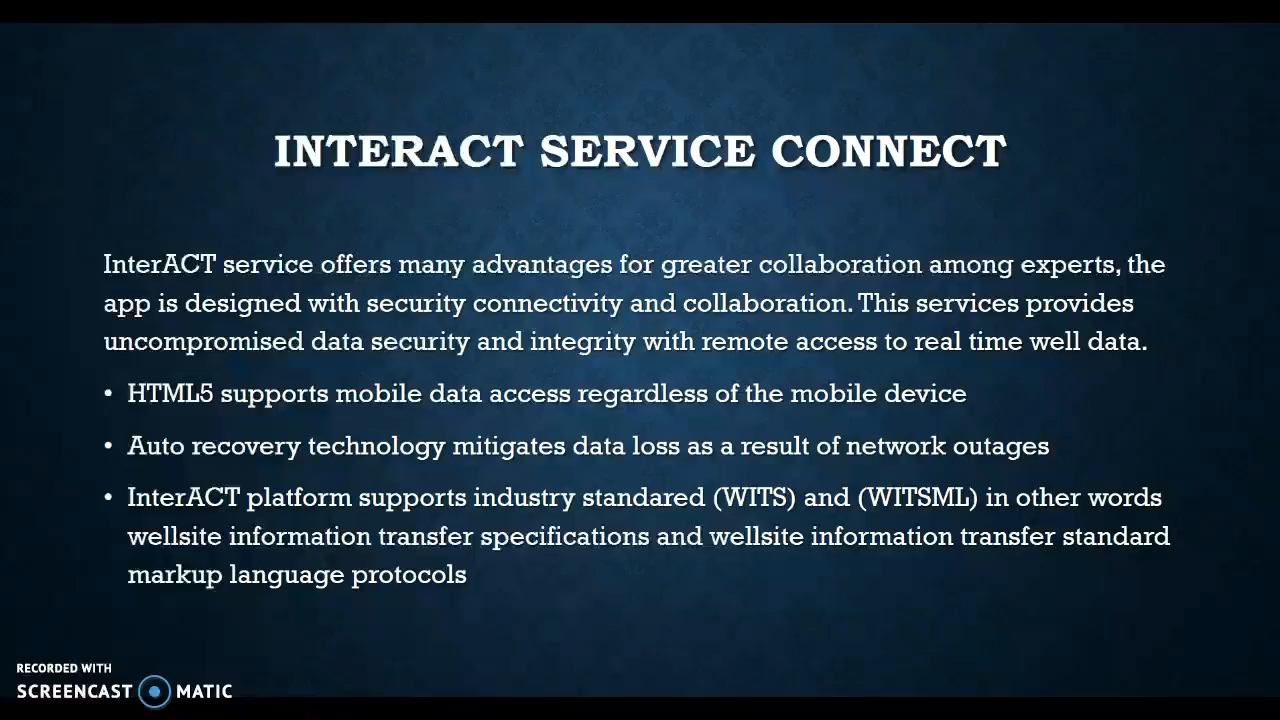 INTERACT SERVICE CONNECT
InterACT service offers many advantages for greater collaboration among experts, the
app is designed with security connectivity and collaboration. This services provides
uncompromised data security and integrity with remote access to real time well data.
• HTML5 supports mobile data access regardless of the mobile device
• Auto recovery technology mitigates data loss as a result of network outages
• InterACT platform supports industry standared (WITS) and (WITSML) in other words
wellsite information transfer specifications and wellsite information transfer standard
markup language protocols
RECORDED WITH
SCREENCAST MATIC